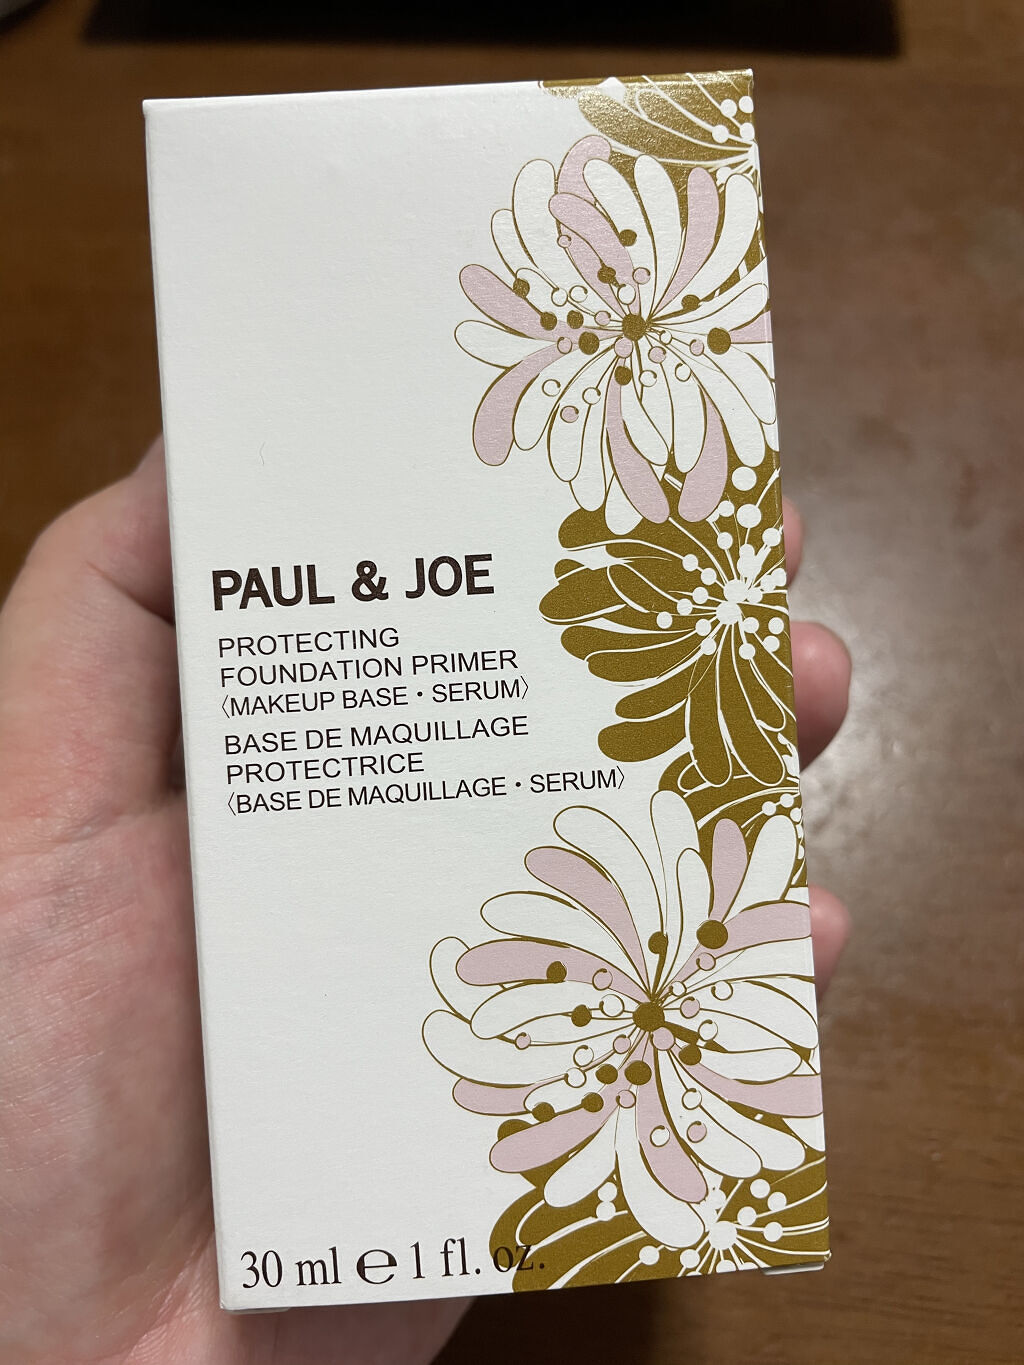 PAUL & JOE
PROTECTING
FOUNDATION PRIMER
〈MAKEUP BASE・SERUM〉
BASE DE MAQUILLAGE
PROTECTRICE
〈BASE DE MAQUILLAGE・SERUM〉
30 ml ℮ 1 fl. oz.